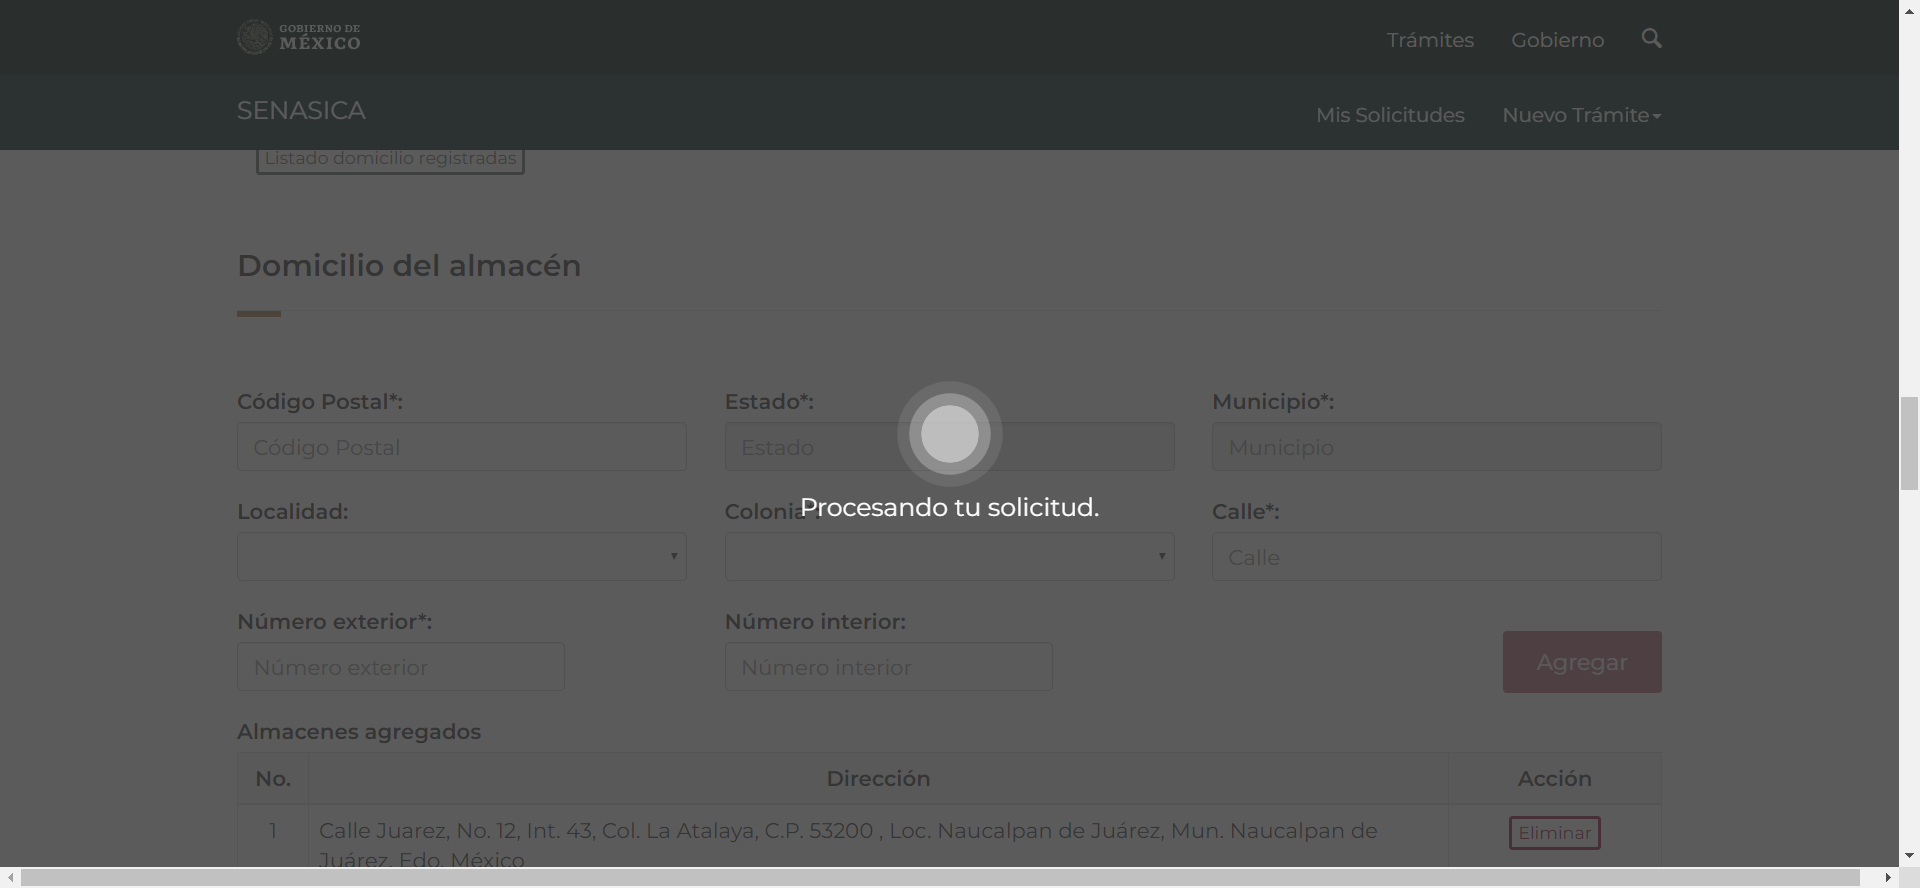 GOBIERNO DE
MÉXICO
Trámites
Gobierno
SENASICA
Mis Solicitudes
Nuevo Trámite
Listado domicilio registradas
Domicilio del almacén
Código Postal*:
Estado*:
Municipio*:
Código Postal
Estado
Municipio
Procesando tu solicitud.
Localidad:
Colonia*:
Calle*:
Calle
Número exterior*:
Número interior:
Número exterior
Número interior
Agregar
Almacenes agregados
No.
Dirección
Acción
1
Calle Juarez, No. 12, Int. 43, Col. La Atalaya, C.P. 53200 , Loc. Naucalpan de Juárez, Mun. Naucalpan de
Juárez, Edo. México
Eliminar